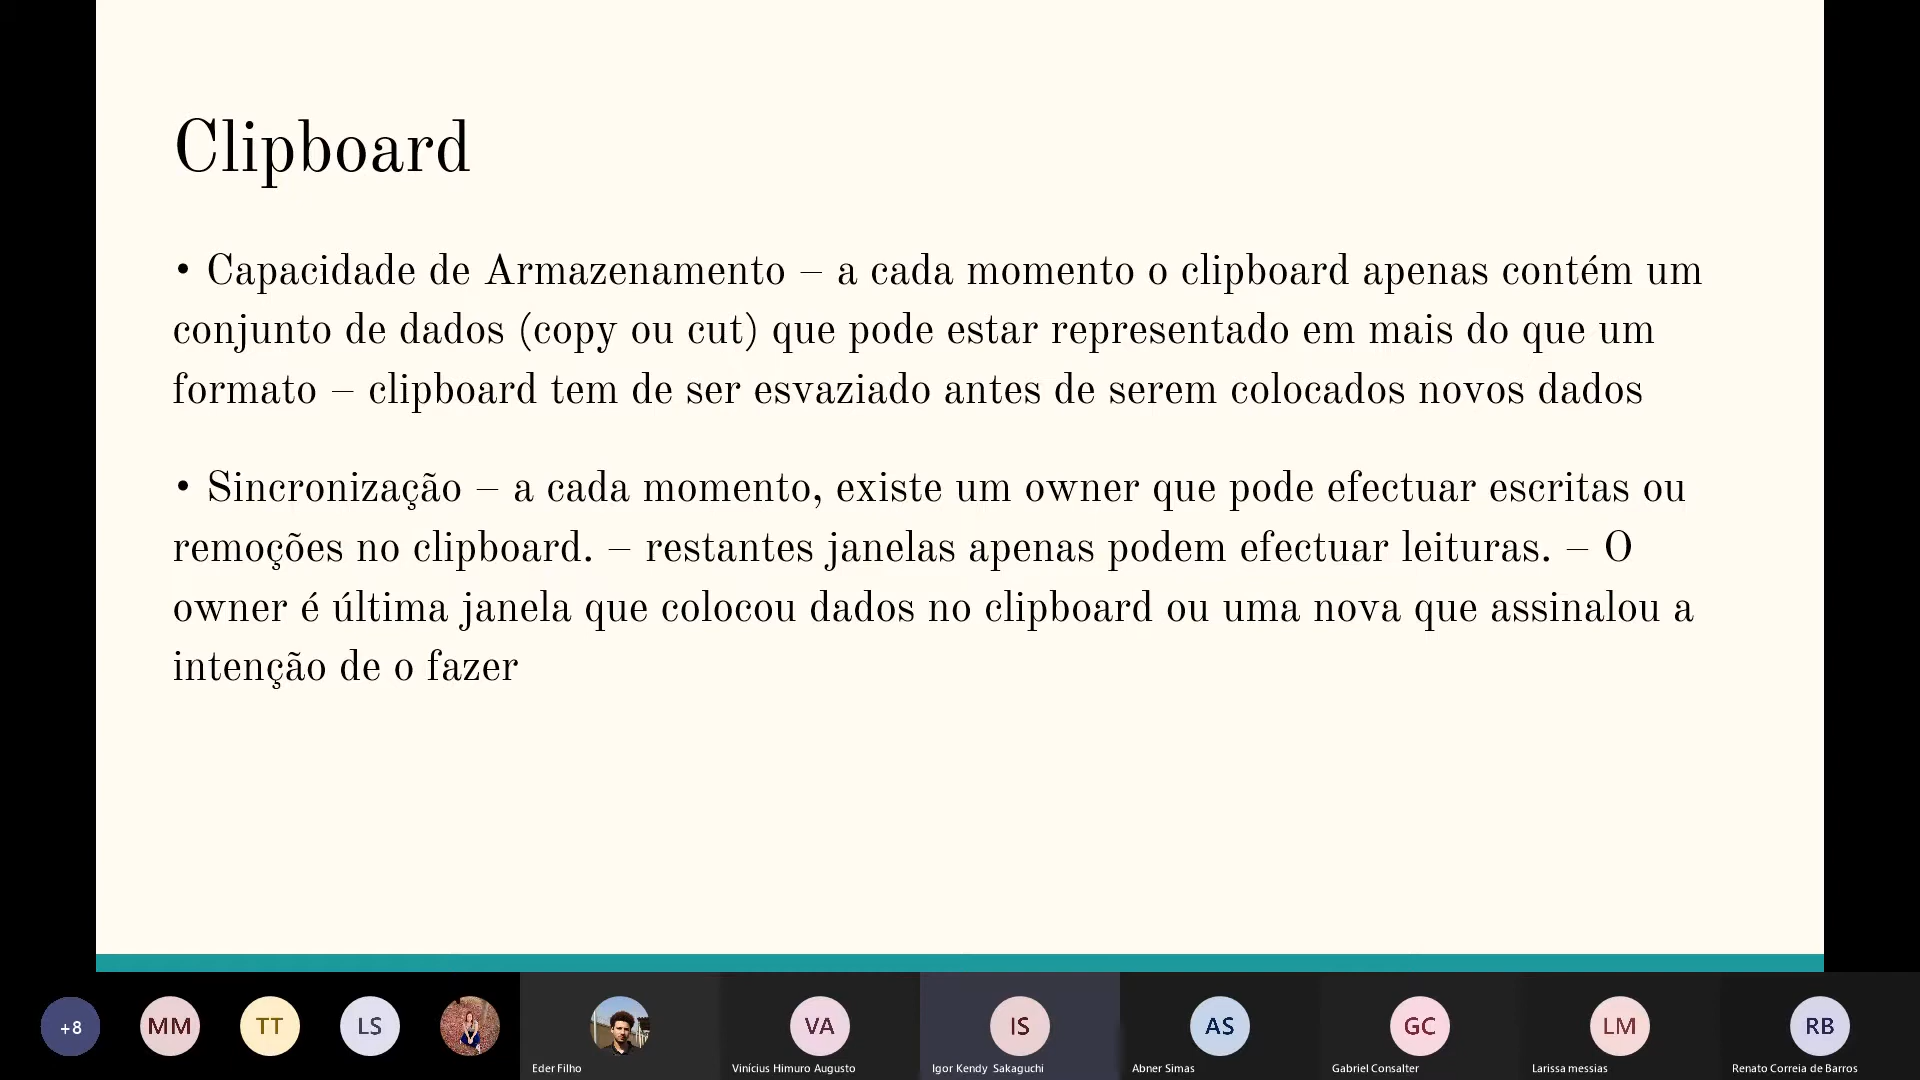 Clipboard
• Capacidade de Armazenamento – a cada momento o clipboard apenas contém um
conjunto de dados (copy ou cut) que pode estar representado em mais do que um
formato – clipboard tem de ser esvaziado antes de serem colocados novos dados
• Sincronização – a cada momento, existe um owner que pode efectuar escritas ou
remoções no clipboard. – restantes janelas apenas podem efectuar leituras. – O
owner é última janela que colocou dados no clipboard ou uma nova que assinalou a
intenção de o fazer
+8 MM TT LS VA IS AS GC LM RB
Eder Filho Vinícius Himuro Augusto Igor Kendy Sakaguchi Abner Simas Gabriel Consalter Larissa messias Renato Correia de Barros